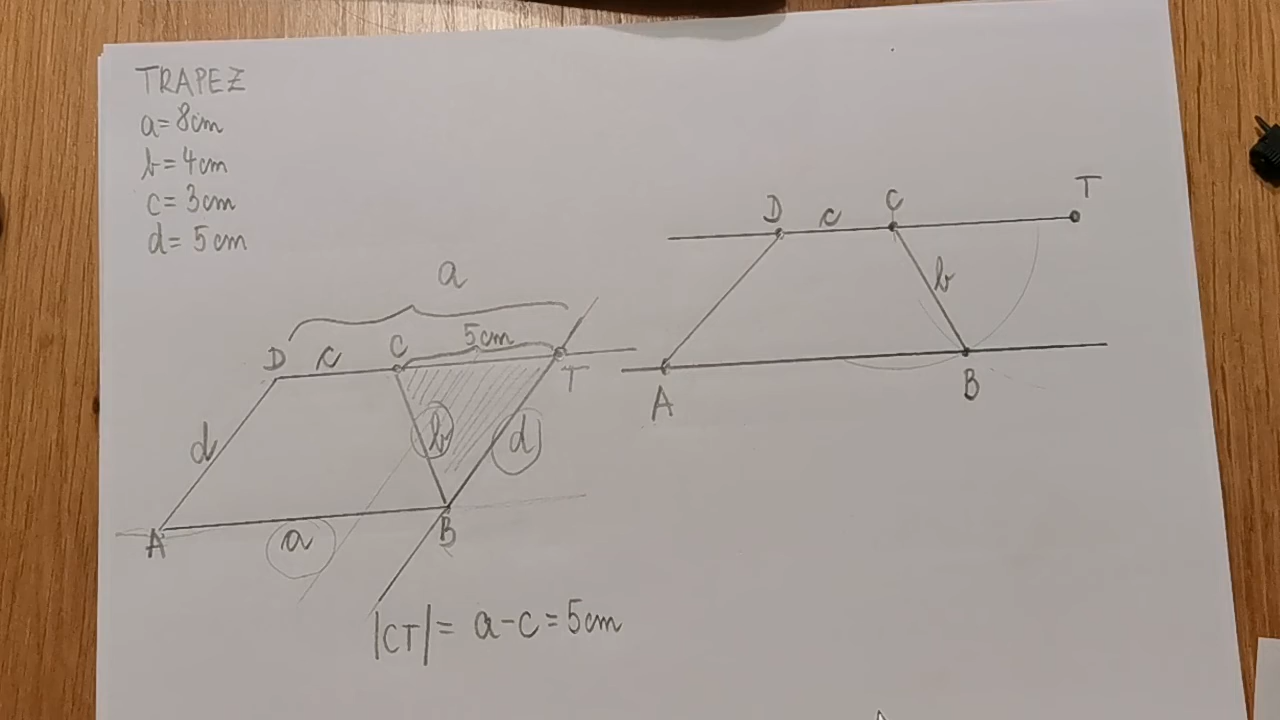 TRAPEZ
a=8cm
b=4cm
c=3cm
d=5cm
a
D c C 5cm T
d b d
A a B
|CT|= a-c=5cm
D c C T
b
A B